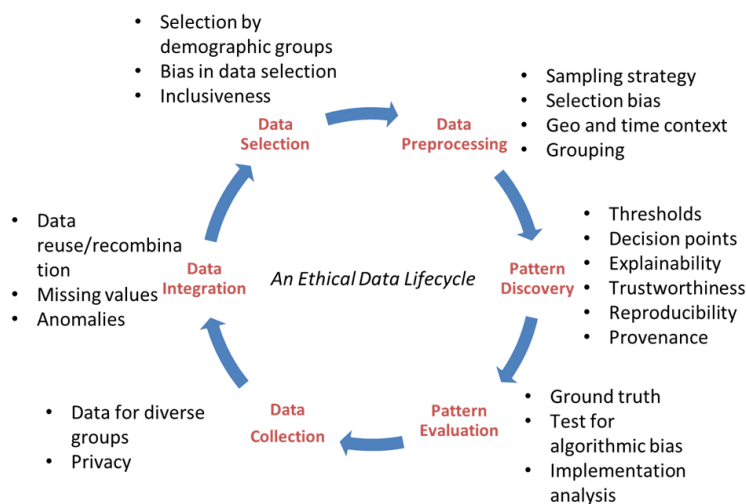 • Selection by
demographic groups
• Bias in data selection
• Inclusiveness
Data
Selection
Data
Preprocessing
• Sampling strategy
• Selection bias
• Geo and time context
• Grouping
• Data
reuse/recombina
tion
• Missing values
• Anomalies
Data
Integration
An Ethical Data Lifecycle
Pattern
Discovery
• Thresholds
• Decision points
• Explainability
• Trustworthiness
• Reproducibility
• Provenance
• Data for diverse
groups
• Privacy
Data
Collection
Pattern
Evaluation
• Ground truth
• Test for
algorithmic bias
• Implementation
analysis